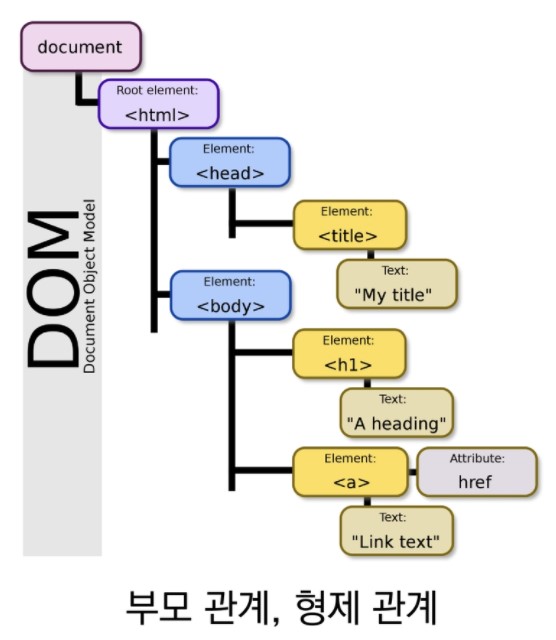 document
Root element:
<html>
Element:
<head>
Element:
<title>
Text:
"My title"
DOM
Document Object Model
Element:
<body>
Element:
<h1>
Text:
"A heading"
Element:
<a>
Attribute:
href
Text:
"Link text"
부모 관계, 형제 관계